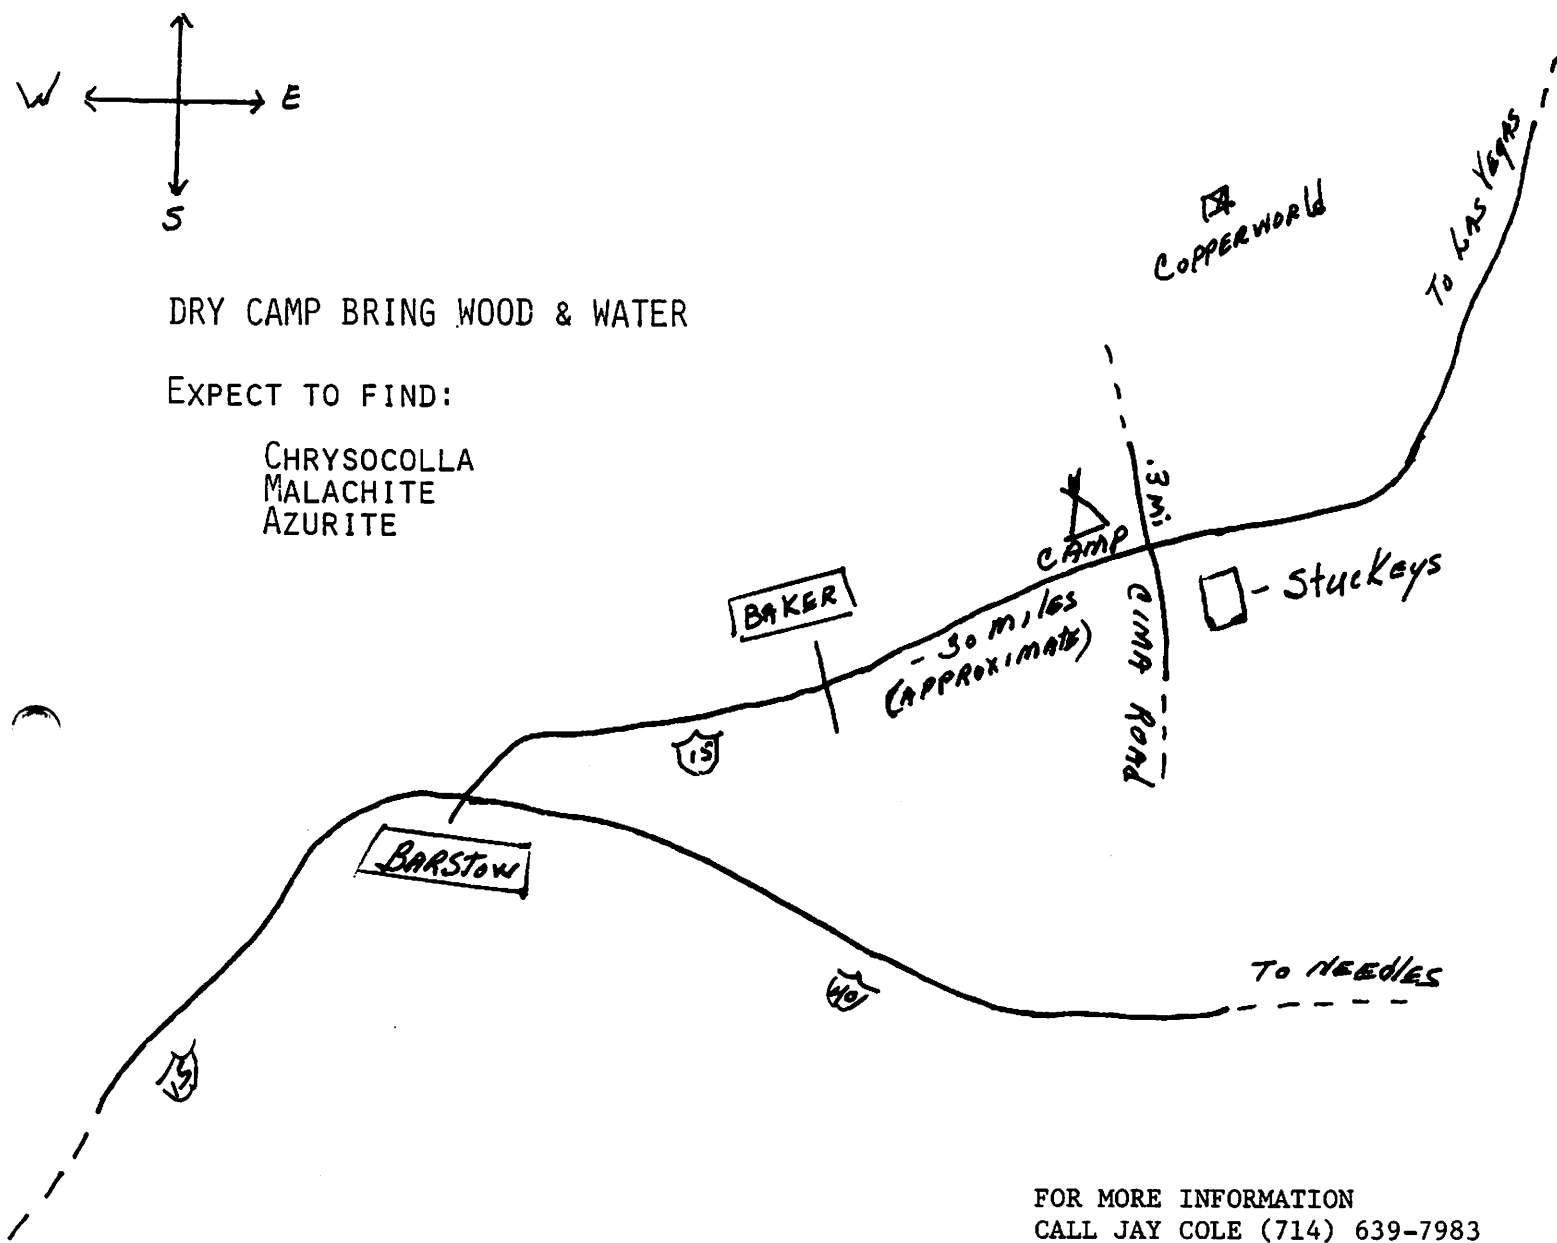 W E
S
DRY CAMP BRING WOOD & WATER
EXPECT TO FIND:
CHRYSOCOLLA
MALACHITE
AZURITE
COPPERWORLD
TO LAS VEGAS
.3 Mi
CAMP
StucKeys
BAKER
- 30 MILES
(APPROXIMATE)
CIMA ROAD
15
BARSTOW
TO NEEDLES
40
15
FOR MORE INFORMATION
CALL JAY COLE (714) 639-7983